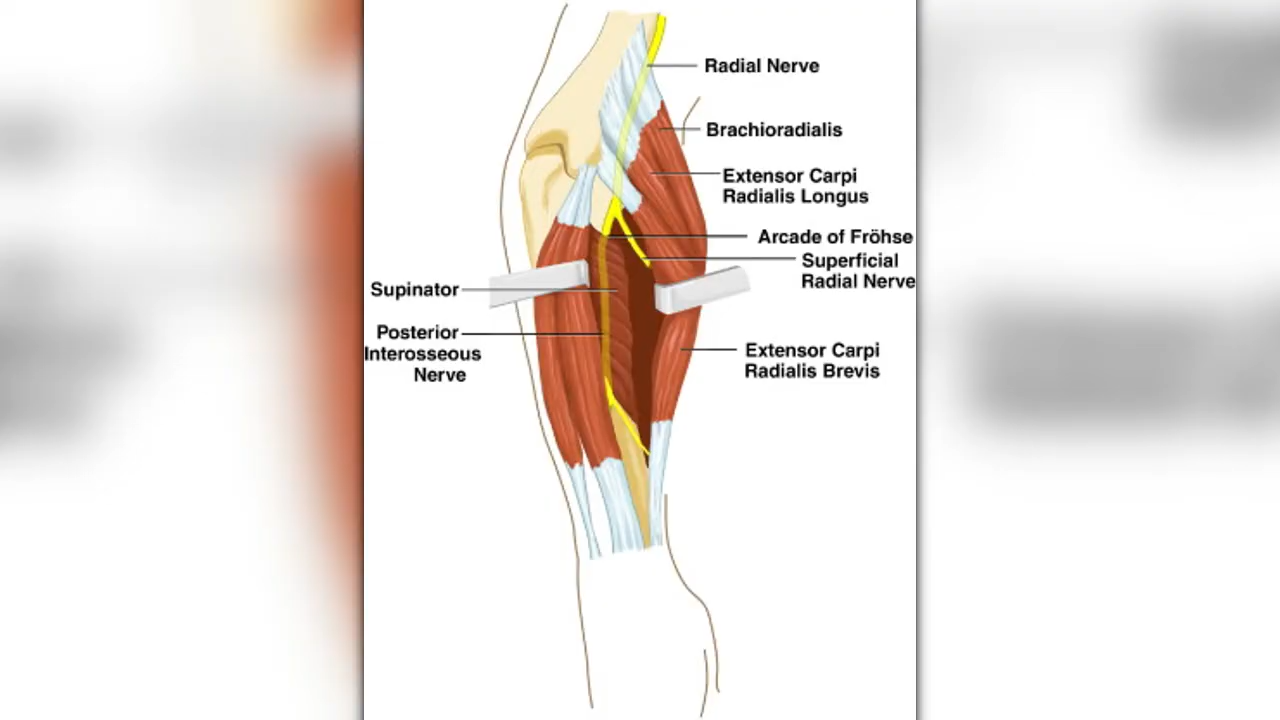 Radial Nerve
Brachioradialis
Extensor Carpi
Radialis Longus
Arcade of Fröhse
Superficial
Radial Nerve
Supinator
Posterior
Interosseous
Nerve
Extensor Carpi
Radialis Brevis